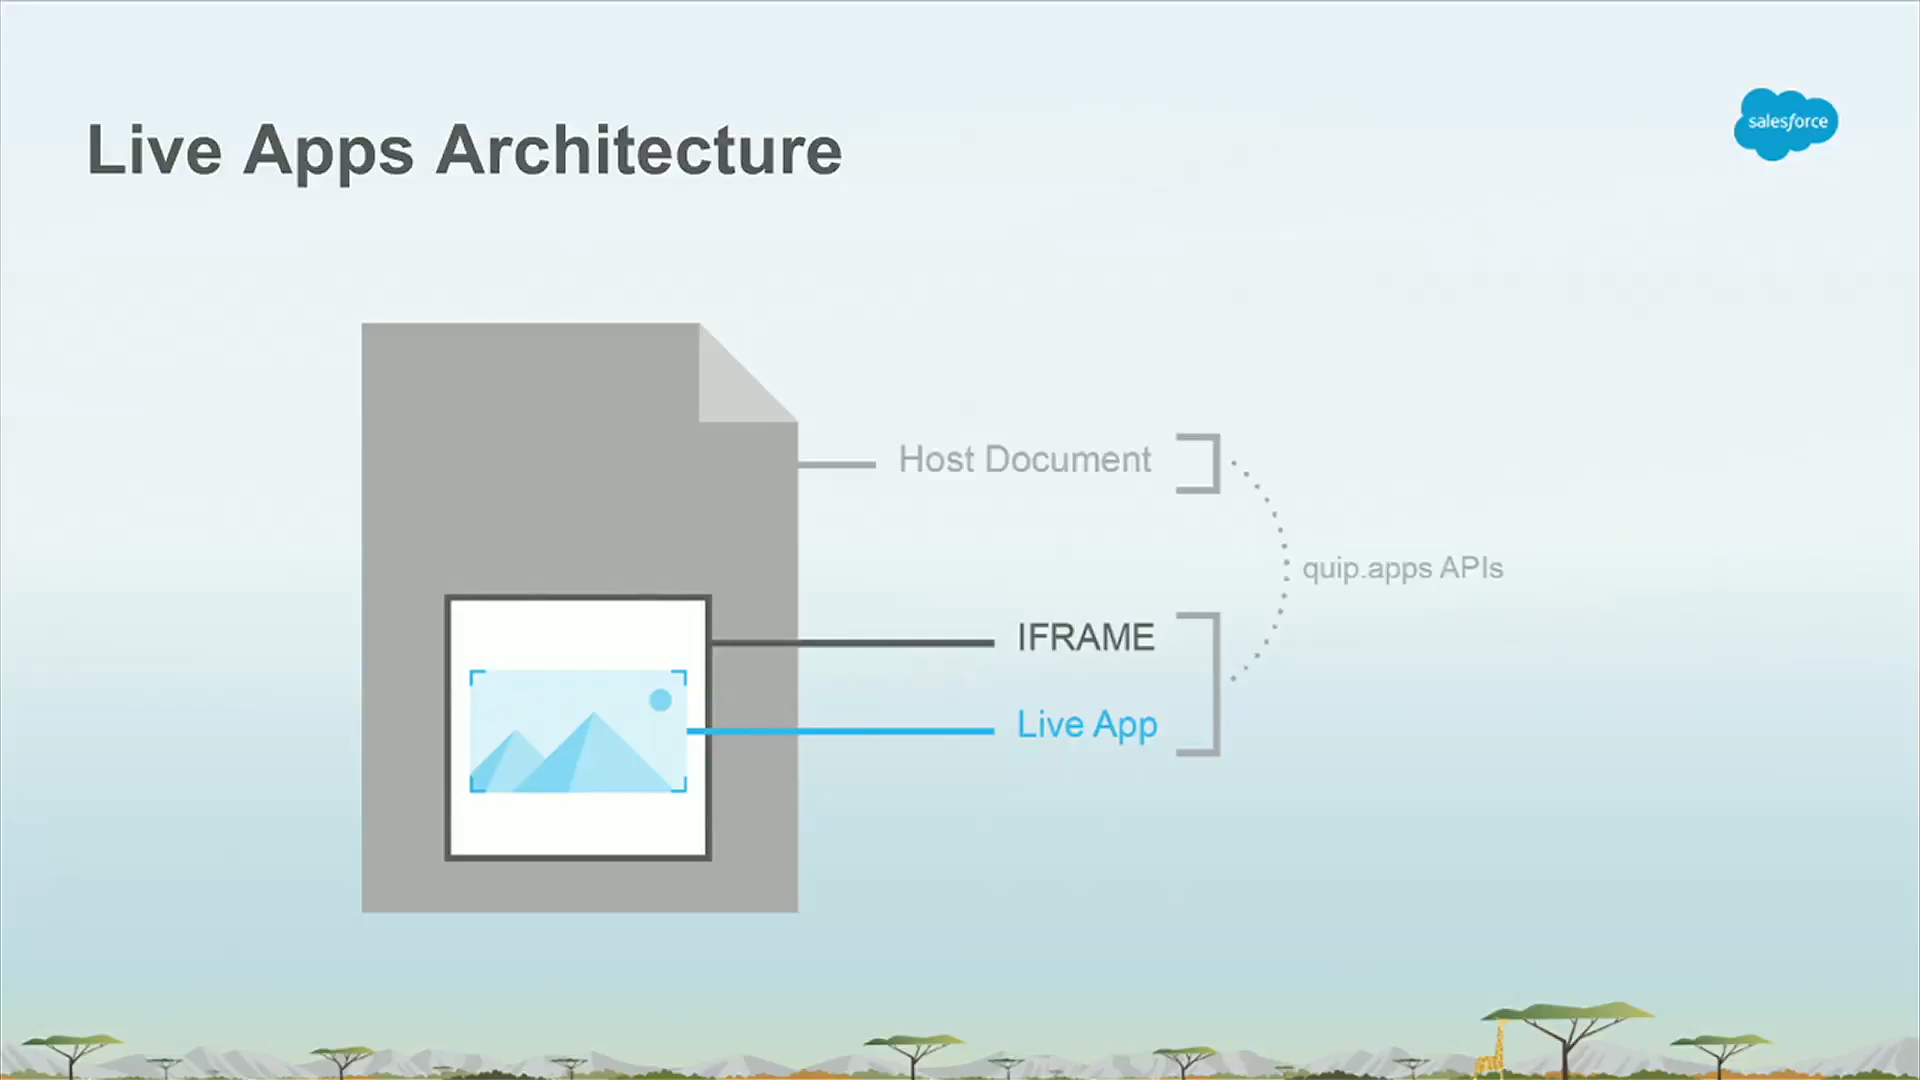 Live Apps Architecture
salesforce
Host Document
quip.apps APIs
IFRAME
Live App